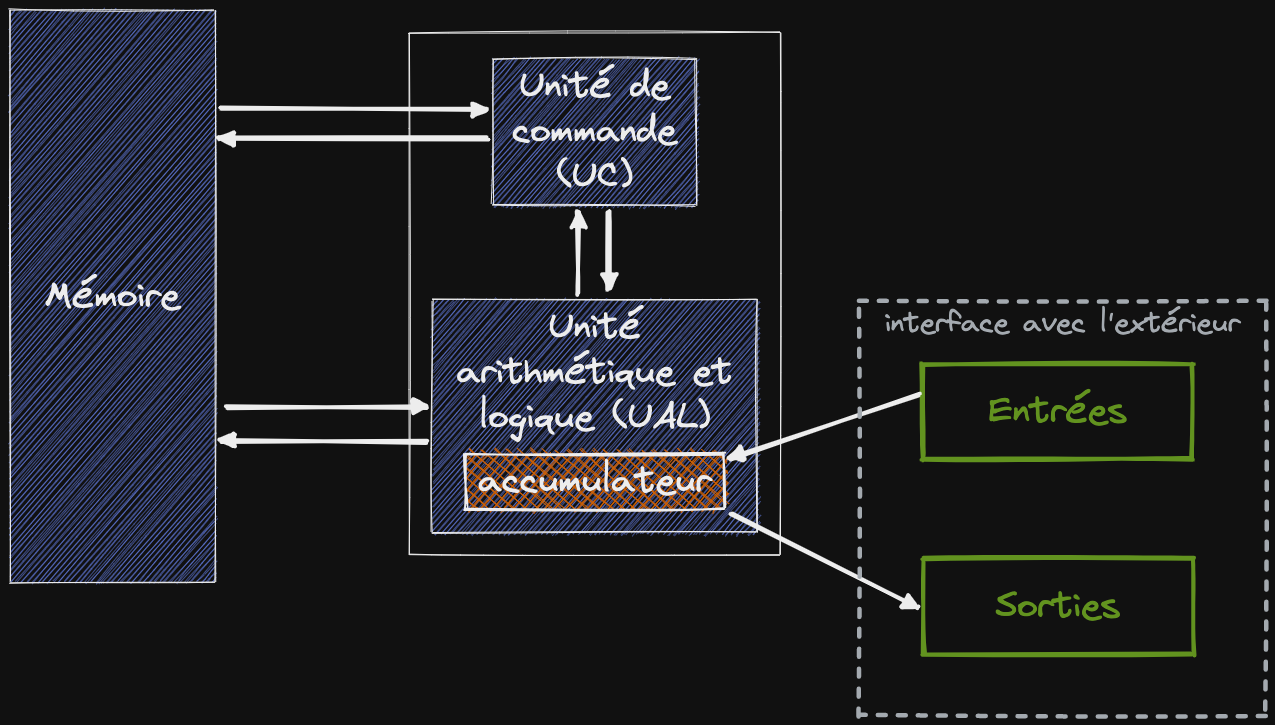 Mémoire
Unité de
commande
(UC)
Unité
arithmétique et
logique (UAL)
accumulateur
interface avec l'extérieur
Entrées
Sorties